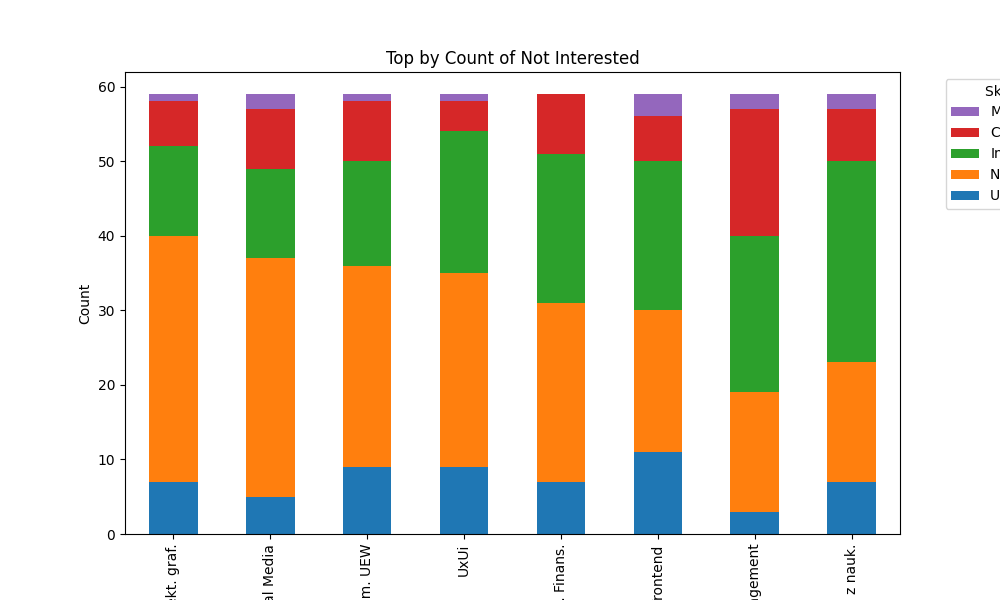 Top by Count of Not Interested
Sk
M
C
In
N
U
Count
60
50
40
30
20
10
0
ekt. graf.
al Media
m. UEW
UxUi
. Finans.
rontend
agement
z nauk.